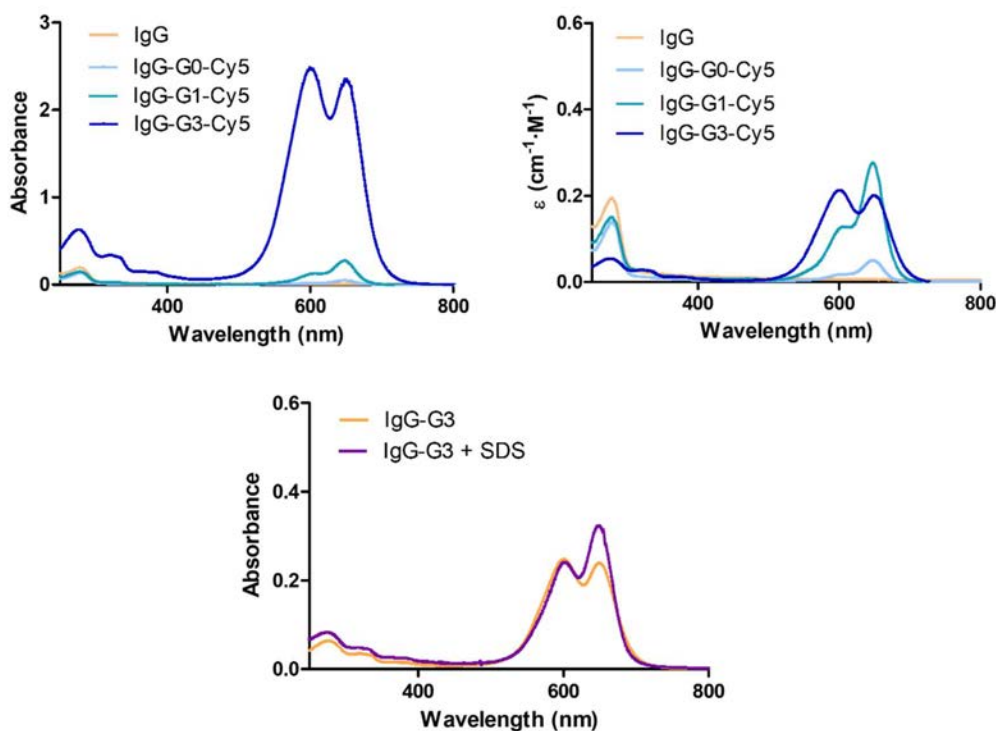 3
2
1
0
Absorbance
IgG
IgG-G0-Cy5
IgG-G1-Cy5
IgG-G3-Cy5
400
600
800
Wavelength (nm)
0.6
0.4
0.2
0.0
ε (cm⁻¹·M⁻¹)
IgG
IgG-G0-Cy5
IgG-G1-Cy5
IgG-G3-Cy5
400
600
800
Wavelength (nm)
0.6
0.4
0.2
0.0
Absorbance
IgG-G3
IgG-G3 + SDS
400
600
800
Wavelength (nm)